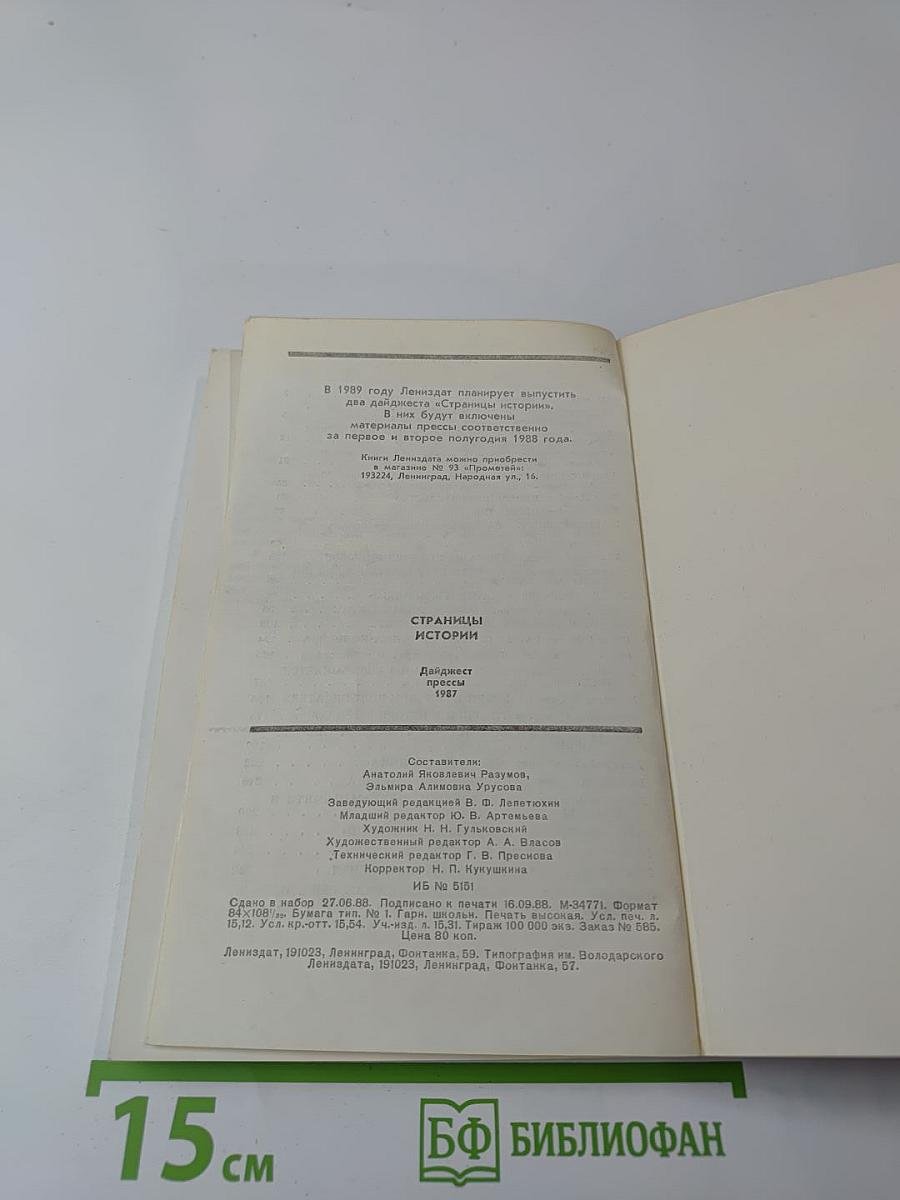 В 1989 году Лениздат планирует выпустить
два дайджеста «Страницы истории».
В них будут включены
материалы прессы соответственно
за первое и второе полугодия 1988 года.
Книги Лениздата можно приобрести
в магазине № 93 «Прометей»:
193224, Ленинград, Народная ул., 16.
СТРАНИЦЫ
ИСТОРИИ
Дайджест
прессы
1987
Составители:
Анатолий Яковлевич Разумов,
Эльмира Алимовна Урусова
Заведующий редакцией В. Ф. Лепетюхин
Младший редактор Ю. В. Артемьева
Художник Н. Н. Гульковский
Художественный редактор А. А. Власов
Технический редактор Г. В. Преснова
Корректор Н. П. Кукушкина
ИБ № 5151
Сдано в набор 27.06.88. Подписано к печати 16.09.88. М-34771. Формат
84×108¹/₃₂. Бумага тип. № 1. Гарн. школьн. Печать высокая. Усл. печ. л.
15,12. Усл. кр.-отт. 15,54. Уч.-изд. л. 15,31. Тираж 100 000 экз. Заказ № 585.
Цена 80 коп.
Лениздат, 191023, Ленинград, Фонтанка, 59. Типография им. Володарского
Лениздата, 191023, Ленинград, Фонтанка, 57.
15 см
БФ БИБЛИОФАН